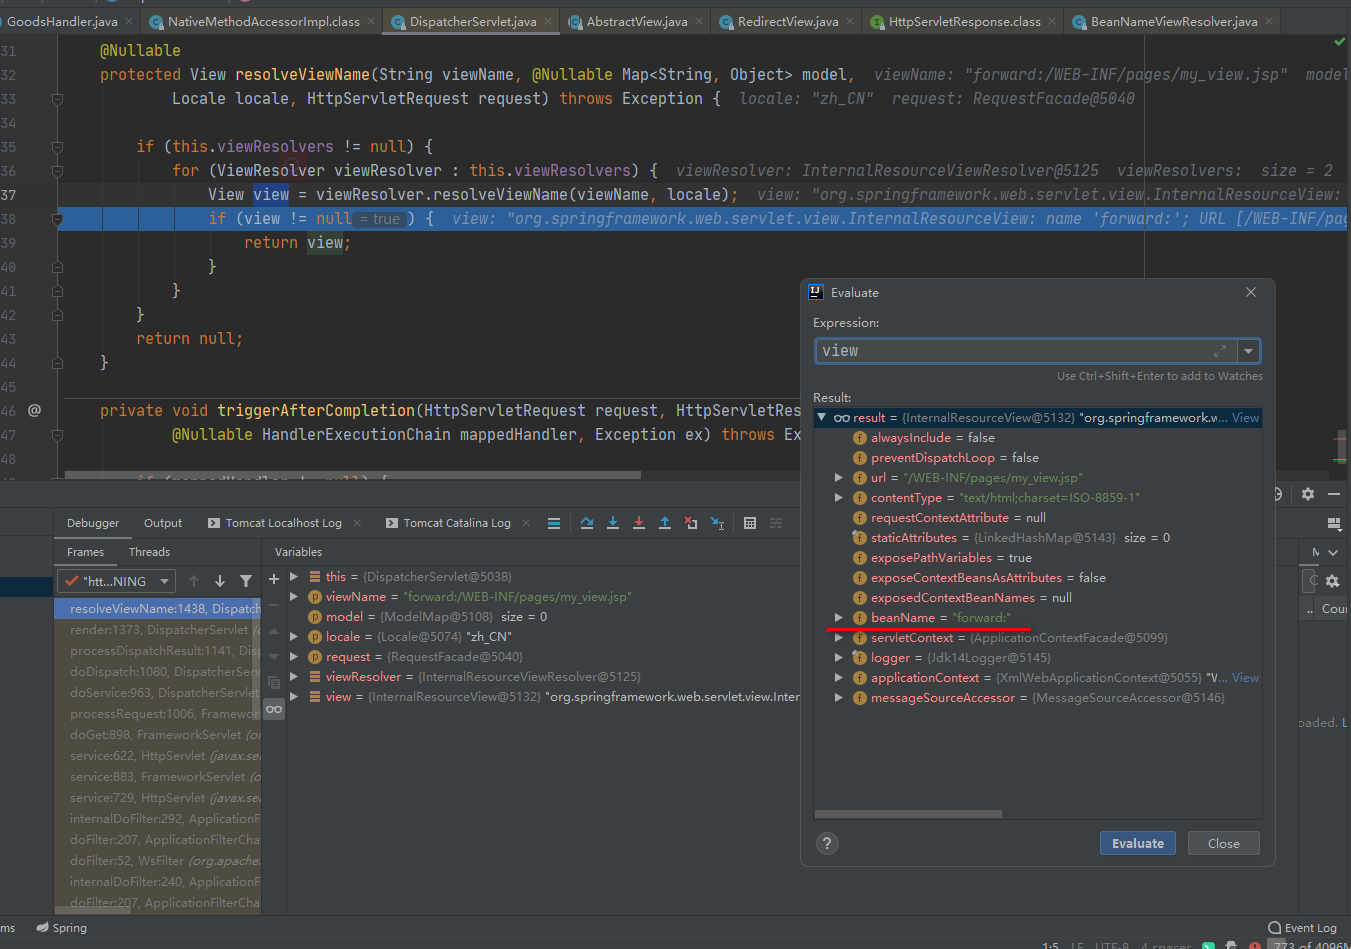 GoodsHandler.java
NativeMethodAccessorImpl.class
DispatcherServlet.java
AbstractView.java
RedirectView.java
HttpServletResponse.class
BeanNameViewResolver.java
31 @Nullable
32 protected View resolveViewName(String viewName, @Nullable Map<String, Object> model, viewName: "forward:/WEB-INF/pages/my_view.jsp" model
33 Locale locale, HttpServletRequest request) throws Exception { locale: "zh_CN" request: RequestFacade@5040
34
35 if (this.viewResolvers != null) {
36 for (ViewResolver viewResolver : this.viewResolvers) { viewResolver: InternalResourceViewResolver@5125 viewResolvers: size = 2
37 View view = viewResolver.resolveViewName(viewName, locale); view: "org.springframework.web.servlet.view.InternalResourceView:
38 if (view != null = true ) { view: "org.springframework.web.servlet.view.InternalResourceView: name 'forward:'; URL [/WEB-INF/pag
39 return view;
40 }
41 }
42 }
43 return null;
44 }
45
46 @ private void triggerAfterCompletion(HttpServletRequest request, HttpServletRes
47 @Nullable HandlerExecutionChain mappedHandler, Exception ex) throws Ex
48
Evaluate
Expression:
view
Use Ctrl+Shift+Enter to add to Watches
Result:
result = {InternalResourceView@5132} "org.springframework.w... View
alwaysInclude = false
preventDispatchLoop = false
url = "/WEB-INF/pages/my_view.jsp"
contentType = "text/html;charset=ISO-8859-1"
requestContextAttribute = null
staticAttributes = {LinkedHashMap@5143} size = 0
exposePathVariables = true
exposeContextBeansAsAttributes = false
exposedContextBeanNames = null
beanName = "forward:"
servletContext = {ApplicationContextFacade@5099}
logger = {Jdk14Logger@5145}
applicationContext = {XmlWebApplicationContext@5055} "W... View
messageSourceAccessor = {MessageSourceAccessor@5146}
? Evaluate Close
Debugger Output Tomcat Localhost Log Tomcat Catalina Log
Frames Threads Variables
"htt...NING
resolveViewName:1438, Dispatch
render:1373, DispatcherServlet (
processDispatchResult:1141, Disp
doDispatch:1080, DispatcherServ
doService:963, DispatcherServlet
processRequest:1006, Framework
doGet:898, FrameworkServlet (or
service:622, HttpServlet (javax.se
service:883, FrameworkServlet (o
service:729, HttpServlet (javax.se
internalDoFilter:292, ApplicationF
doFilter:207, ApplicationFilterCha
doFilter:52, WsFilter (org.apache.
internalDoFilter:240, ApplicationF
doFilter:207, ApplicationFilterCha
this = {DispatcherServlet@5038}
viewName = "forward:/WEB-INF/pages/my_view.jsp"
model = {ModelMap@5108} size = 0
locale = {Locale@5074} "zh_CN"
request = {RequestFacade@5040}
viewResolver = {InternalResourceViewResolver@5125}
view = {InternalResourceView@5132} "org.springframework.web.servlet.view.Inter
.. Cour
oaded. L
ms Spring Event Log
1:5 LF UTF-8 4 spaces 773 of 4096M